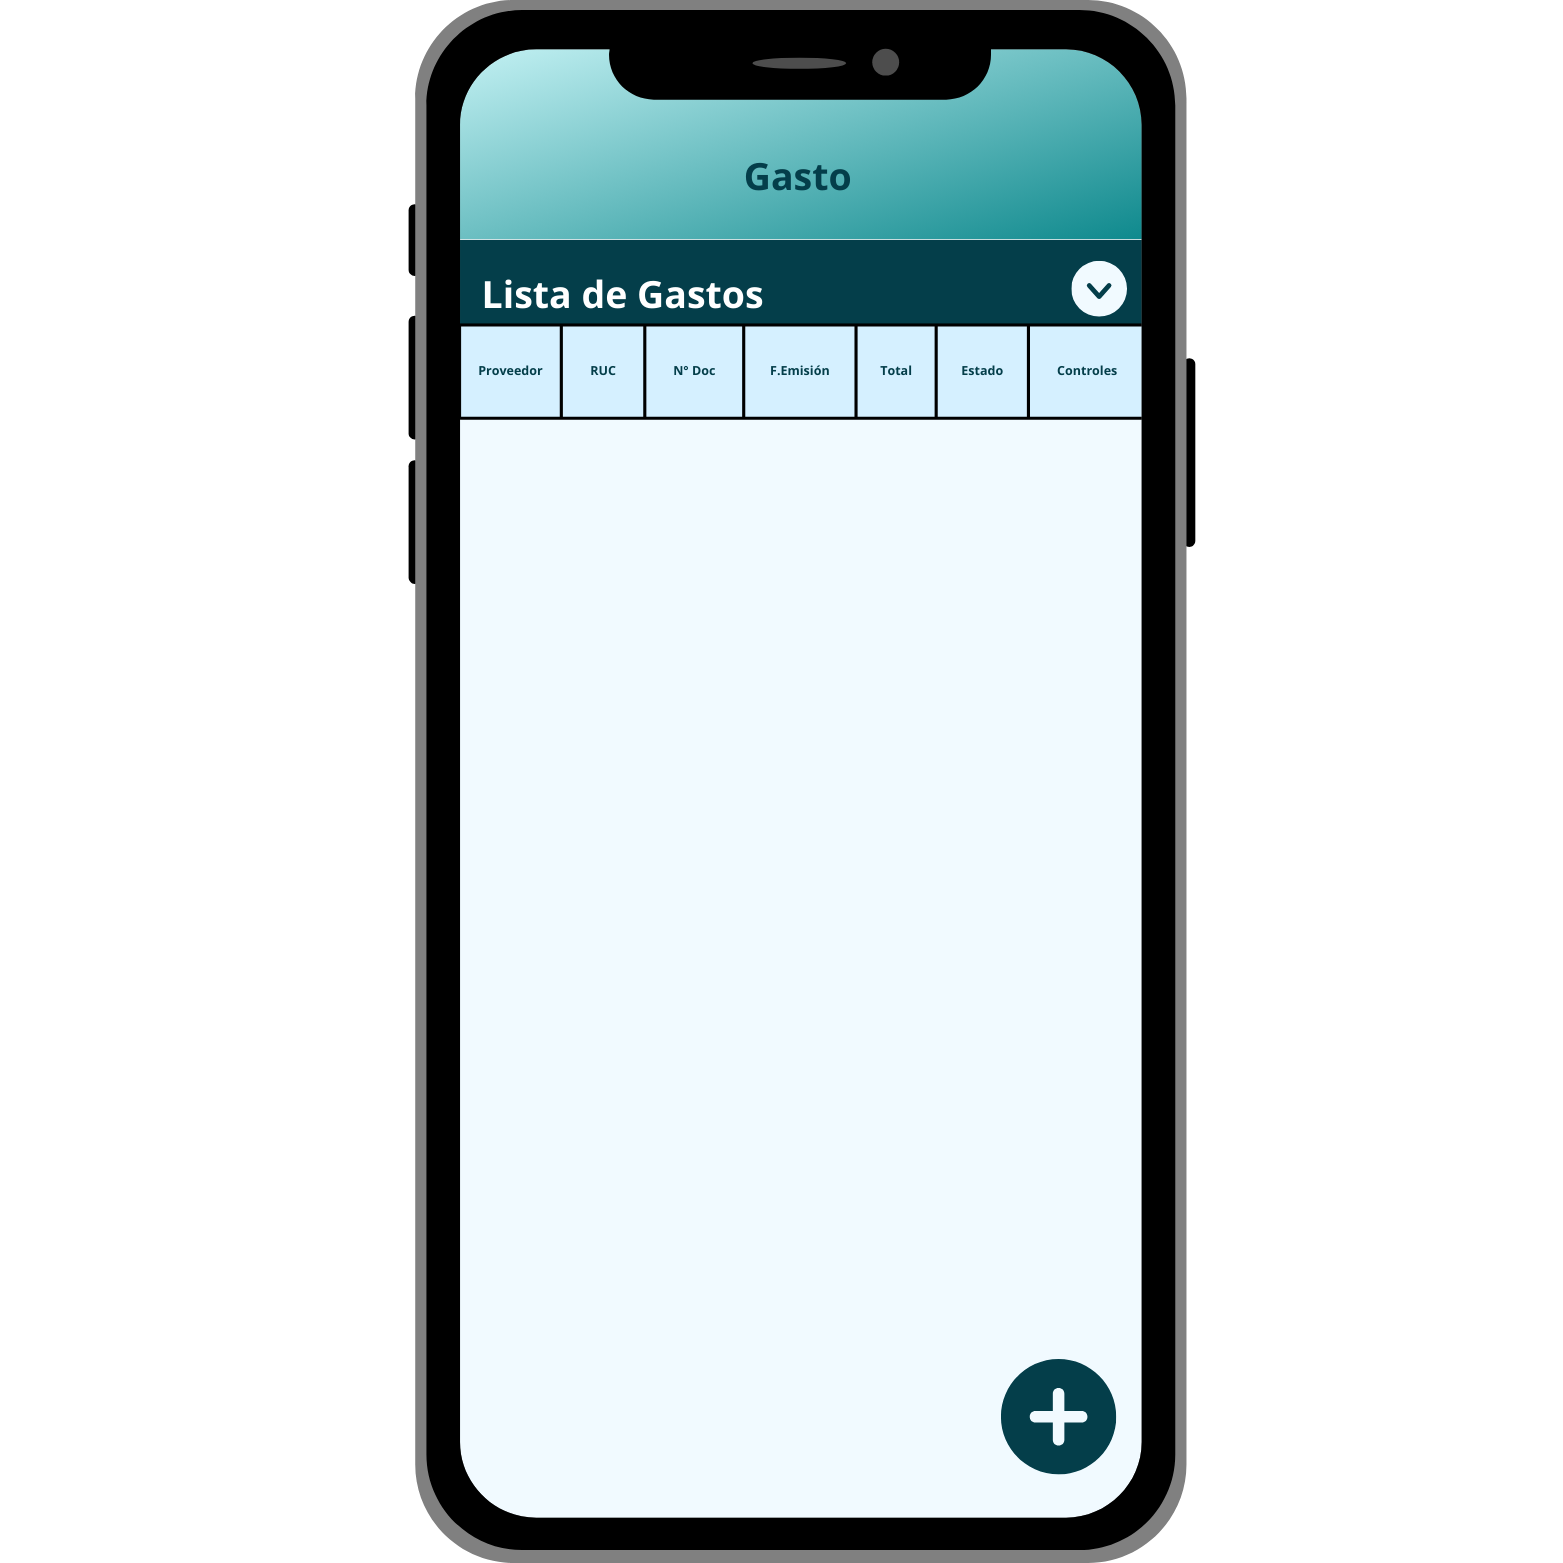 Gasto
Lista de Gastos
Proveedor RUC N° Doc F.Emisión Total Estado Controles